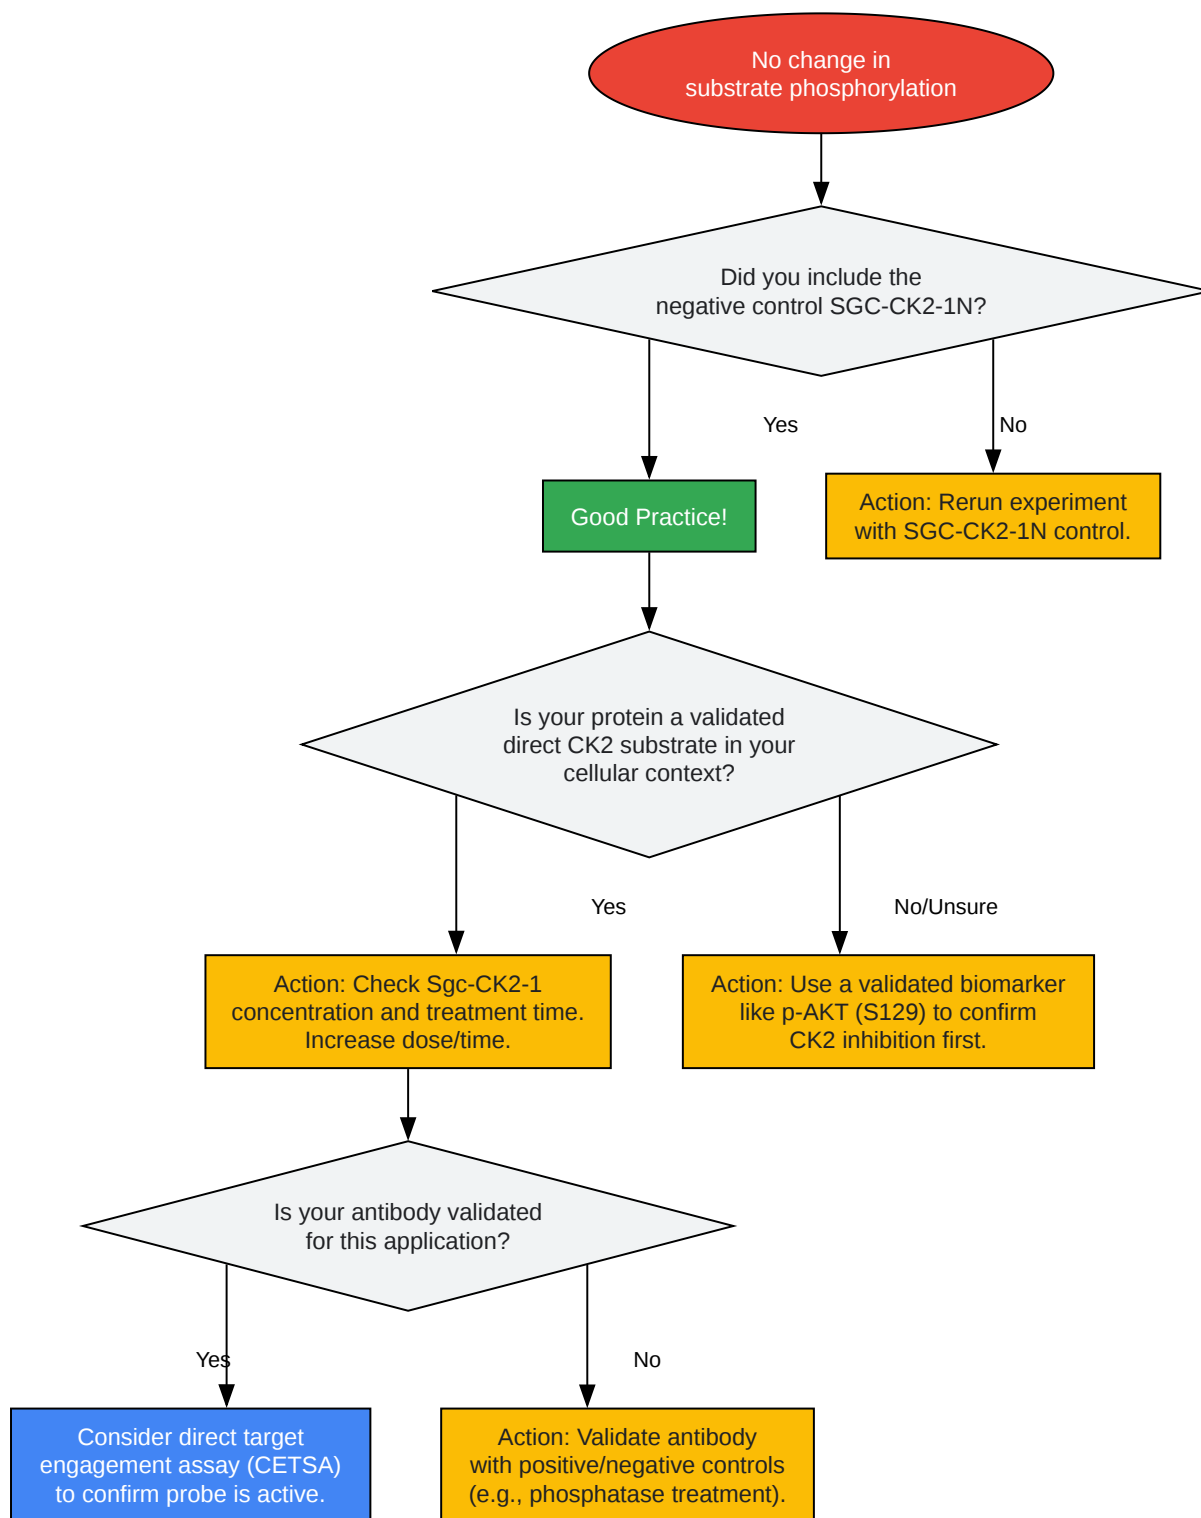 No change in
substrate phosphorylation
Did you include the
negative control SGC-CK2-1N?
Yes
No
Good Practice!
Action: Rerun experiment
with SGC-CK2-1N control.
Is your protein a validated
direct CK2 substrate in your
cellular context?
Yes
No/Unsure
Action: Check Sgc-CK2-1
concentration and treatment time.
Increase dose/time.
Action: Use a validated biomarker
like p-AKT (S129) to confirm
CK2 inhibition first.
Is your antibody validated
for this application?
Yes
No
Consider direct target
engagement assay (CETSA)
to confirm probe is active.
Action: Validate antibody
with positive/negative controls
(e.g., phosphatase treatment).